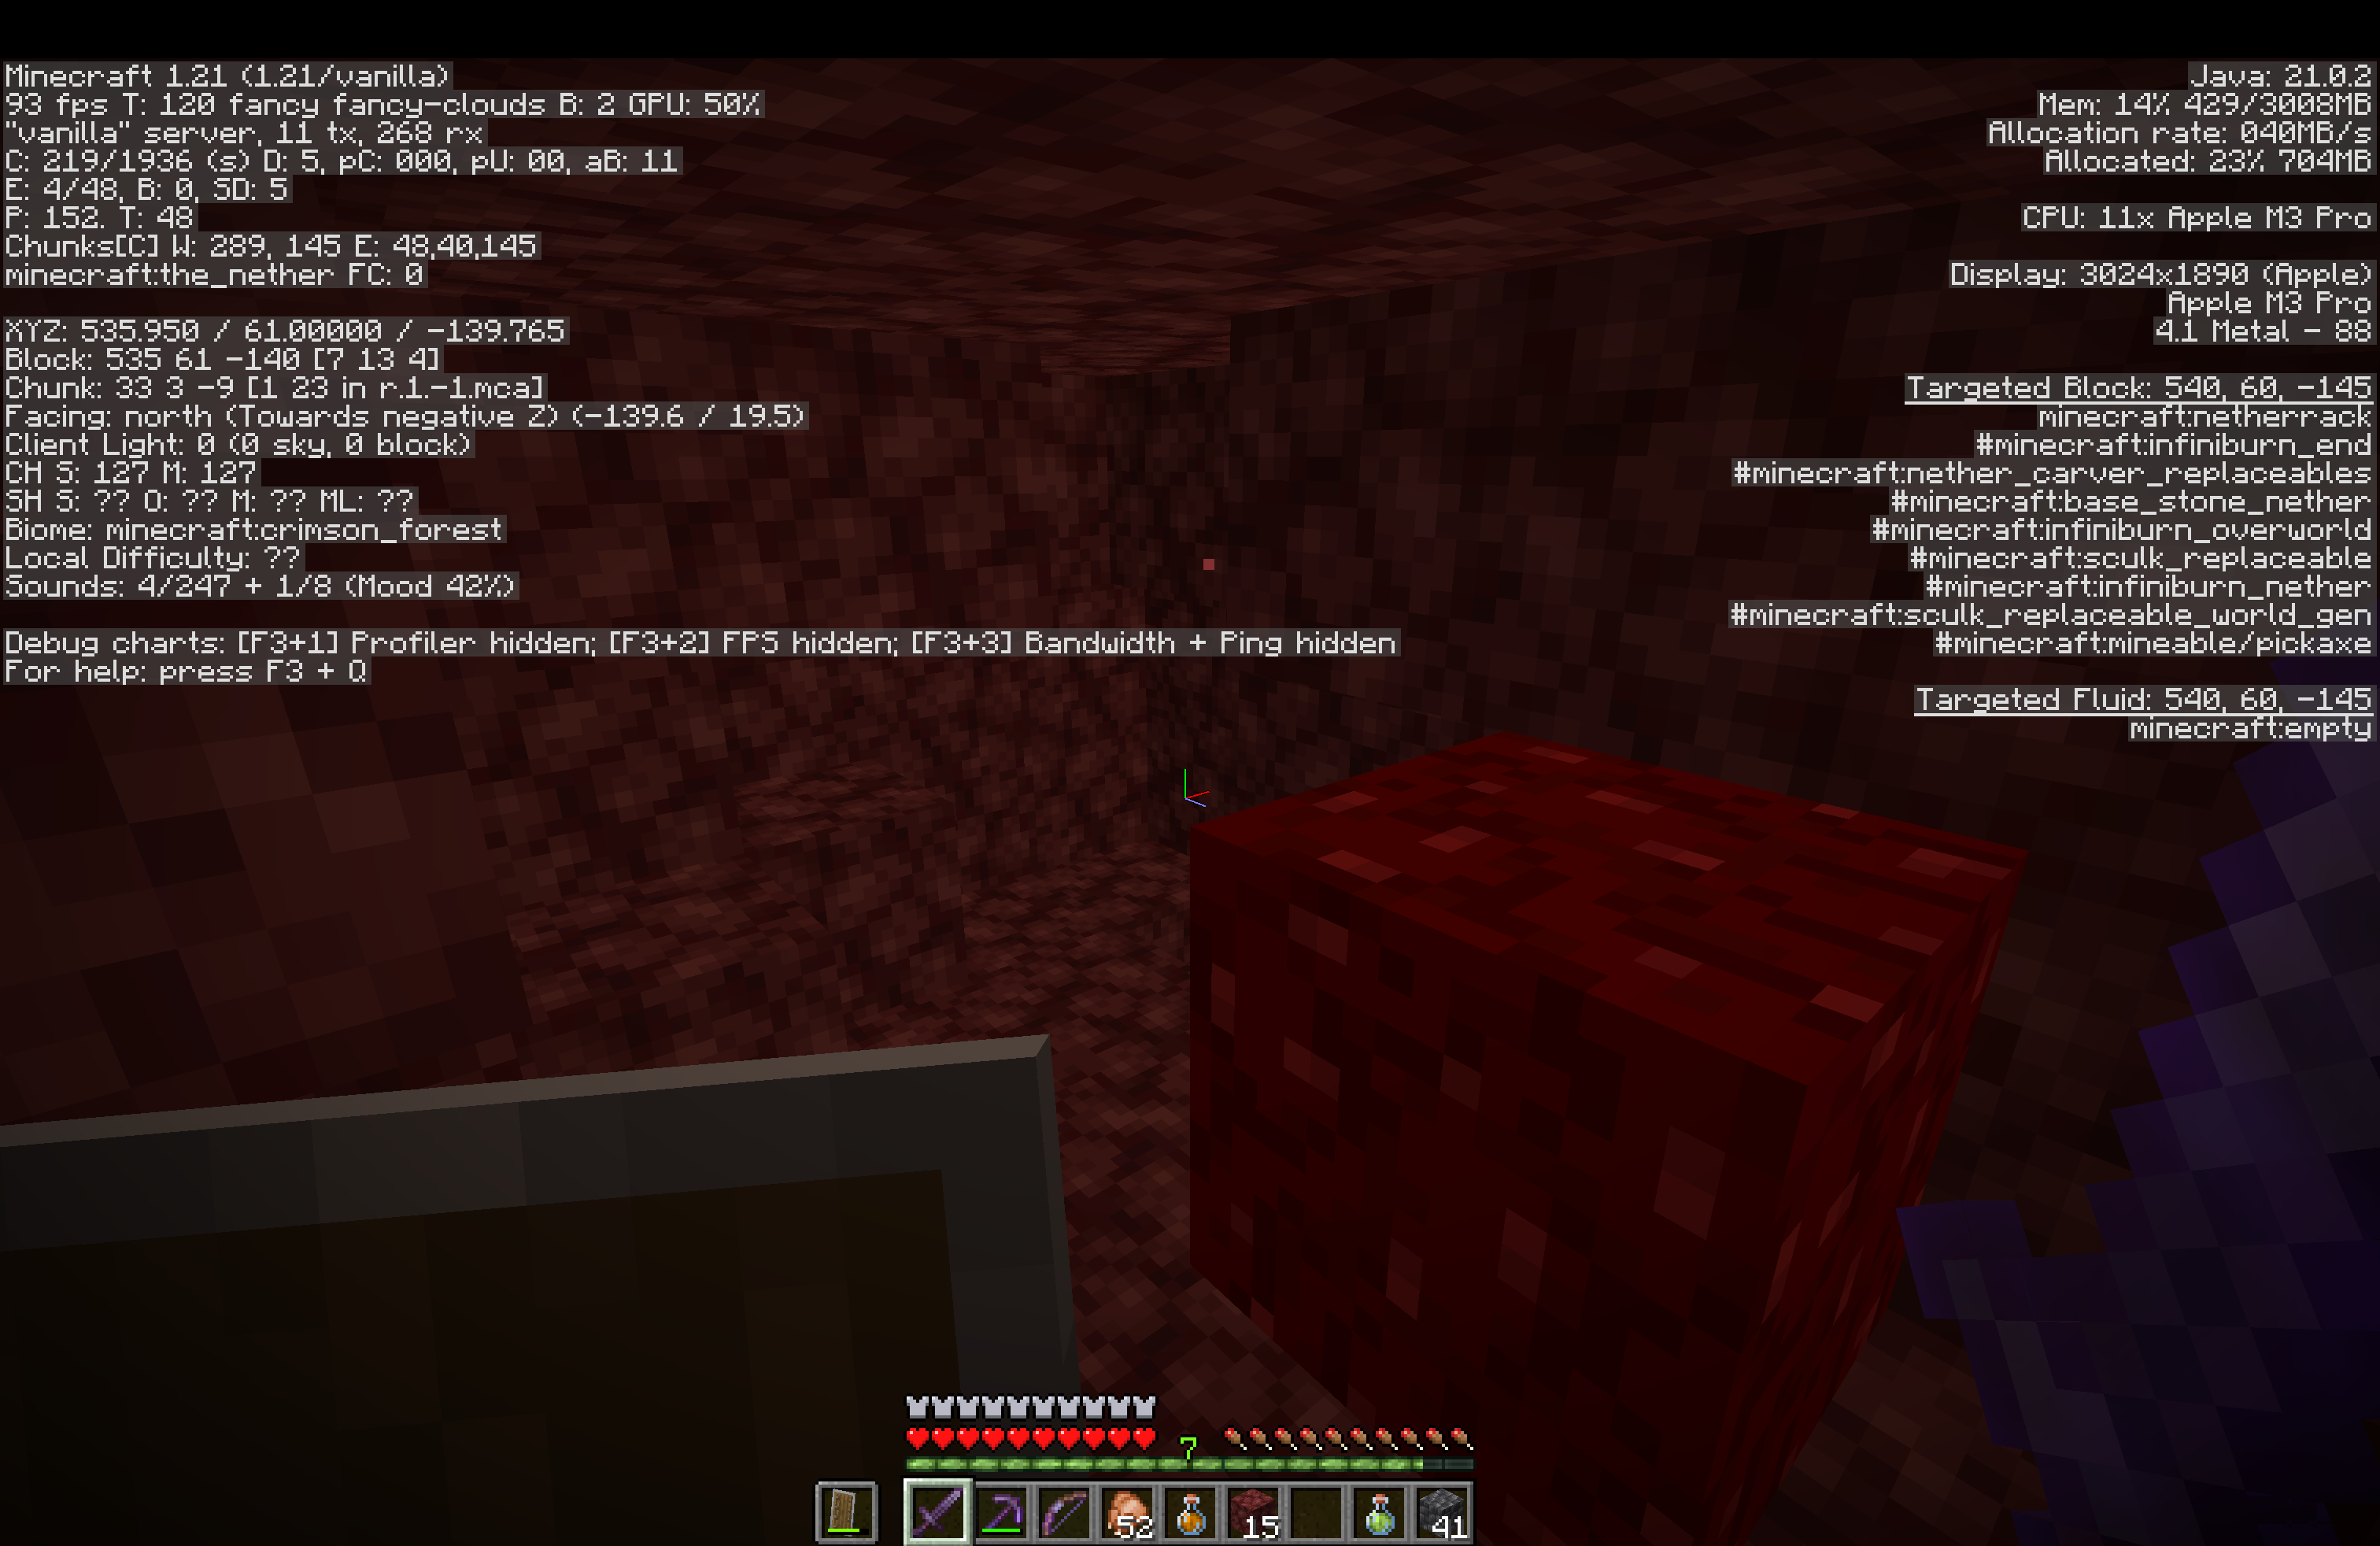 Minecraft 1.21 (1.21/vanilla)
93 fps T: 120 fancy fancy-clouds B: 2 GPU: 50%
"vanilla" server, 11 tx, 268 rx
C: 219/1936 (s) D: 5, pC: 000, pU: 00, aB: 11
E: 4/48, B: 0, SD: 5
P: 152. T: 48
Chunks[C] W: 289, 145 E: 48,40,145
minecraft:the_nether FC: 0
XYZ: 535.950 / 61.00000 / -139.765
Block: 535 61 -140 [7 13 4]
Chunk: 33 3 -9 [1 23 in r.1.-1.mca]
Facing: north (Towards negative Z) (-139.6 / 19.5)
Client Light: 0 (0 sky, 0 block)
CH S: 127 M: 127
SH S: ?? O: ?? M: ?? ML: ??
Biome: minecraft:crimson_forest
Local Difficulty: ??
Sounds: 4/247 + 1/8 (Mood 42%)
Debug charts: [F3+1] Profiler hidden; [F3+2] FPS hidden; [F3+3] Bandwidth + Ping hidden
For help: press F3 + Q
Java: 21.0.2
Mem: 14% 429/3008MB
Allocation rate: 040MB/s
Allocated: 23% 704MB
CPU: 11x Apple M3 Pro
Display: 3024x1890 (Apple)
Apple M3 Pro
4.1 Metal - 88
Targeted Block: 540, 60, -145
minecraft:netherrack
#minecraft:infiniburn_end
#minecraft:nether_carver_replaceables
#minecraft:base_stone_nether
#minecraft:infiniburn_overworld
#minecraft:sculk_replaceable
#minecraft:infiniburn_nether
#minecraft:sculk_replaceable_world_gen
#minecraft:mineable/pickaxe
Targeted Fluid: 540, 60, -145
minecraft:empty
7
52 15 41